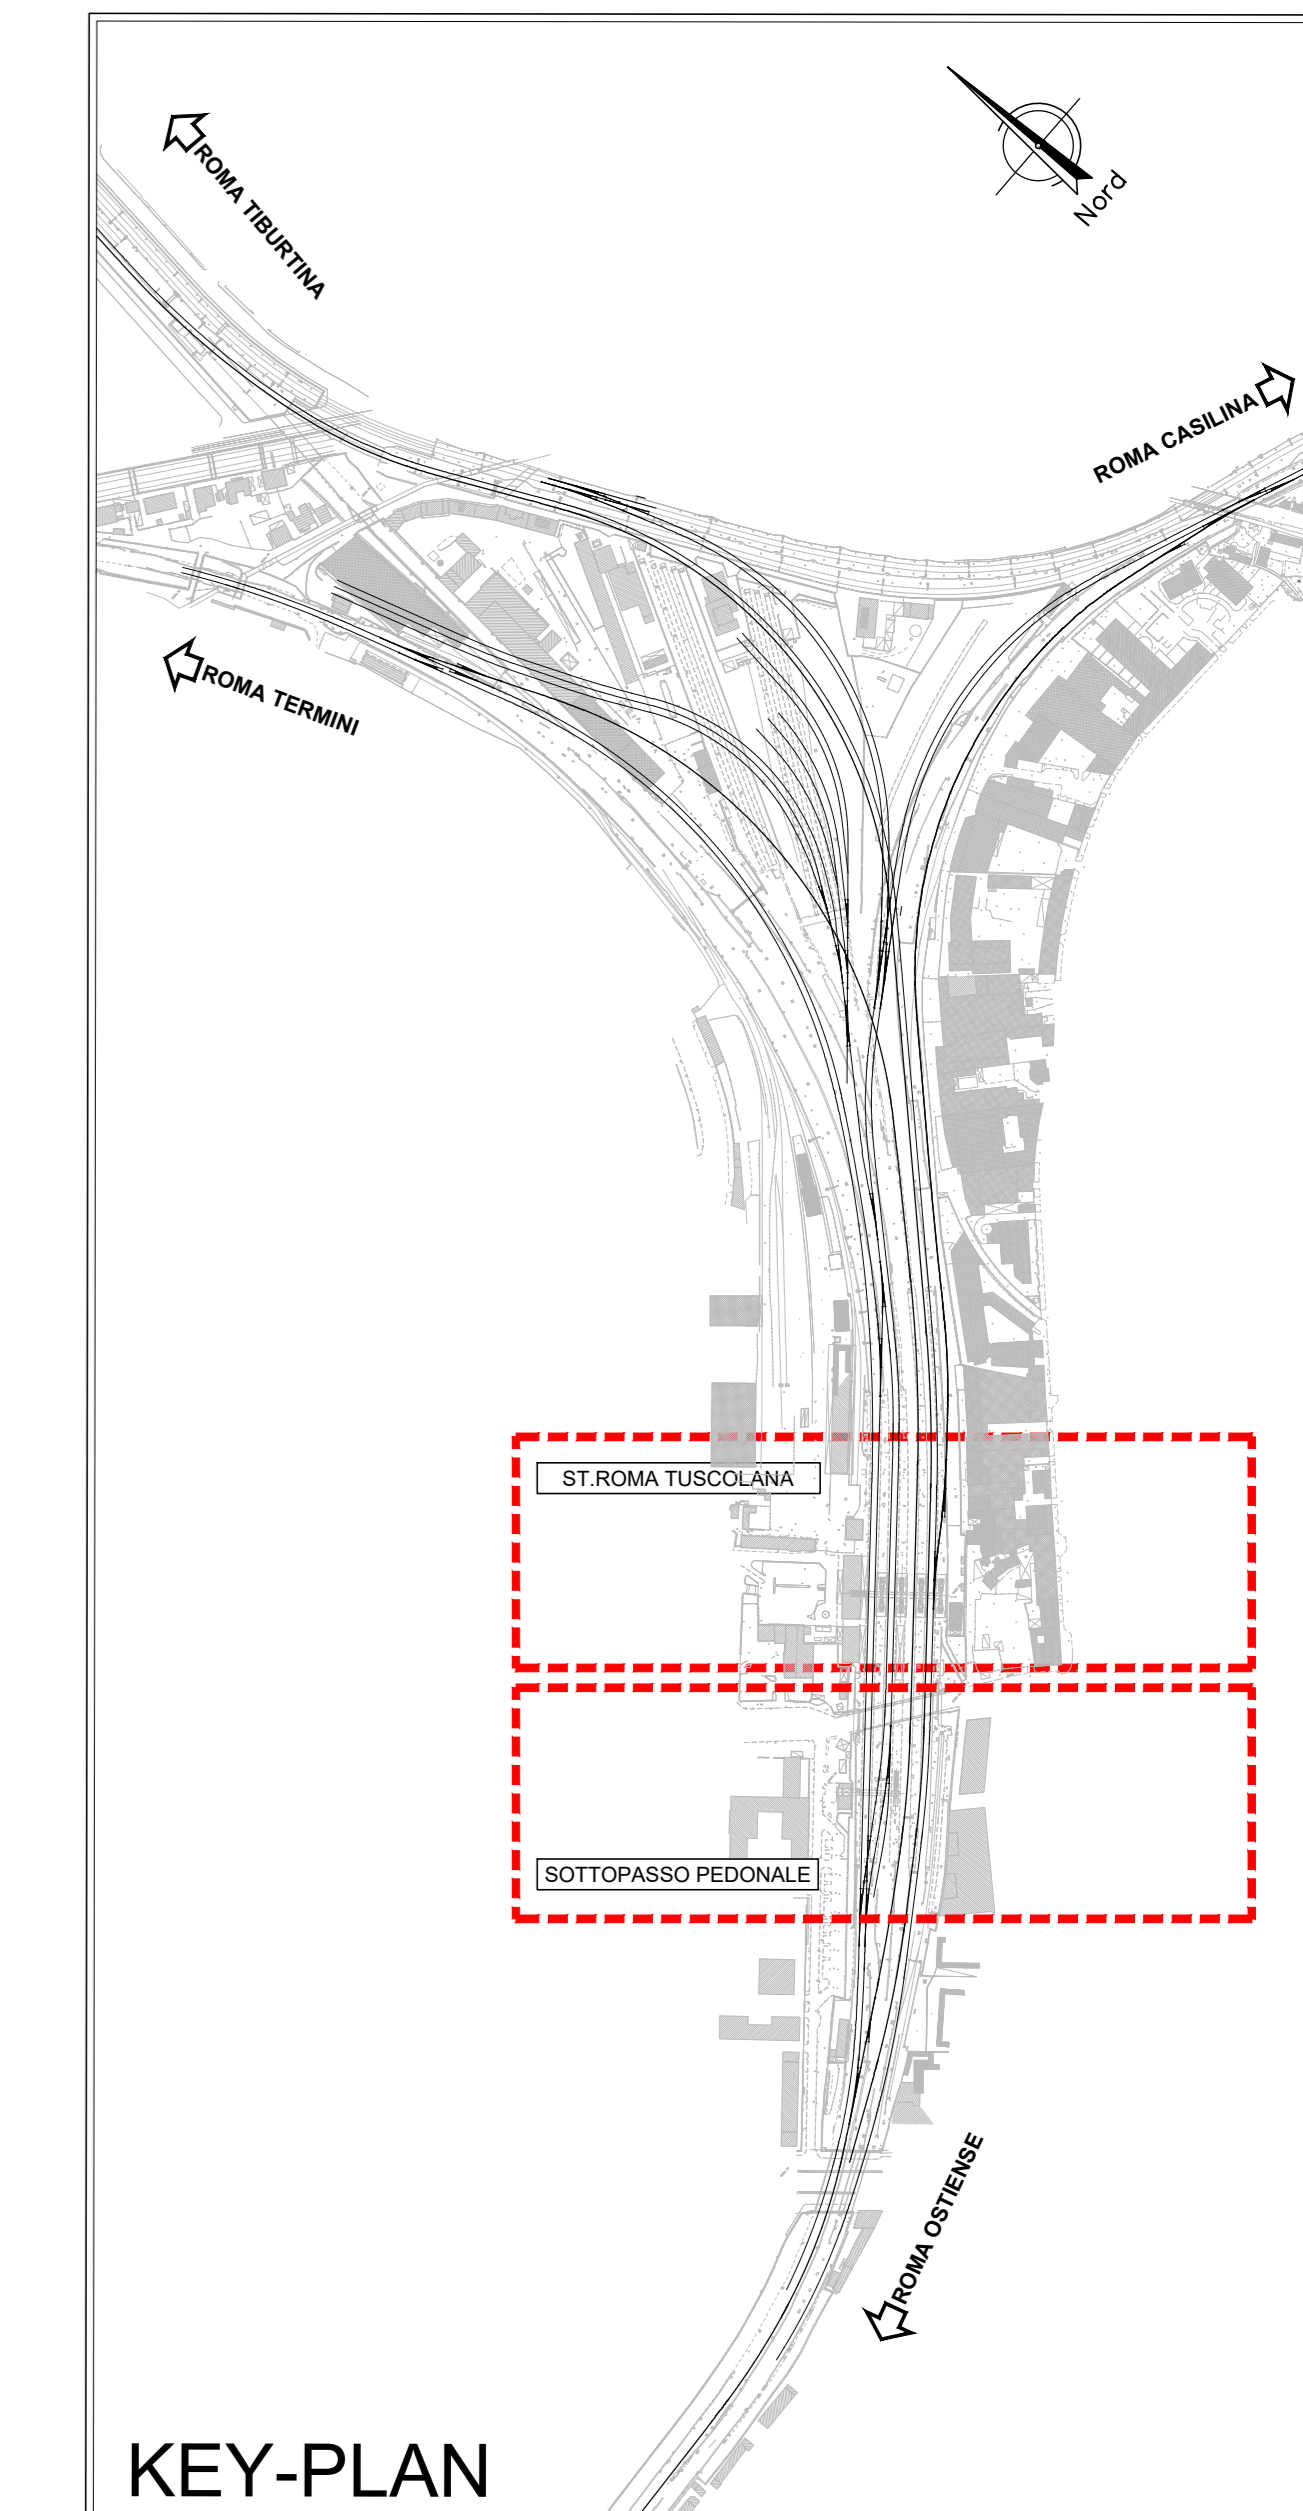 ROMA TIBURTINA
Nord
ROMA CASILINA
ROMA TERMINI
ST.ROMA TUSCOLANA
SOTTOPASSO PEDONALE
ROMA OSTIENSE
KEY-PLAN